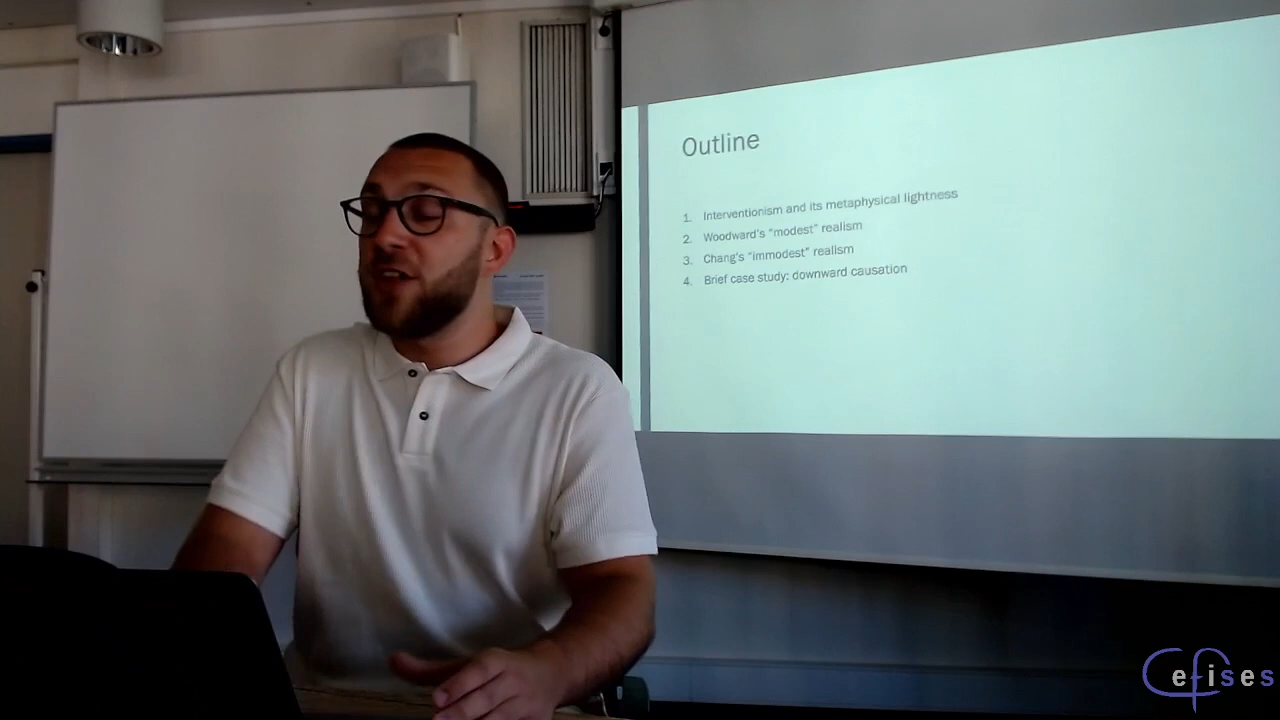 Outline
1. Interventionism and its metaphysical lightness
2. Woodward's "modest" realism
3. Chang's "immodest" realism
4. Brief case study: downward causation
Cefises